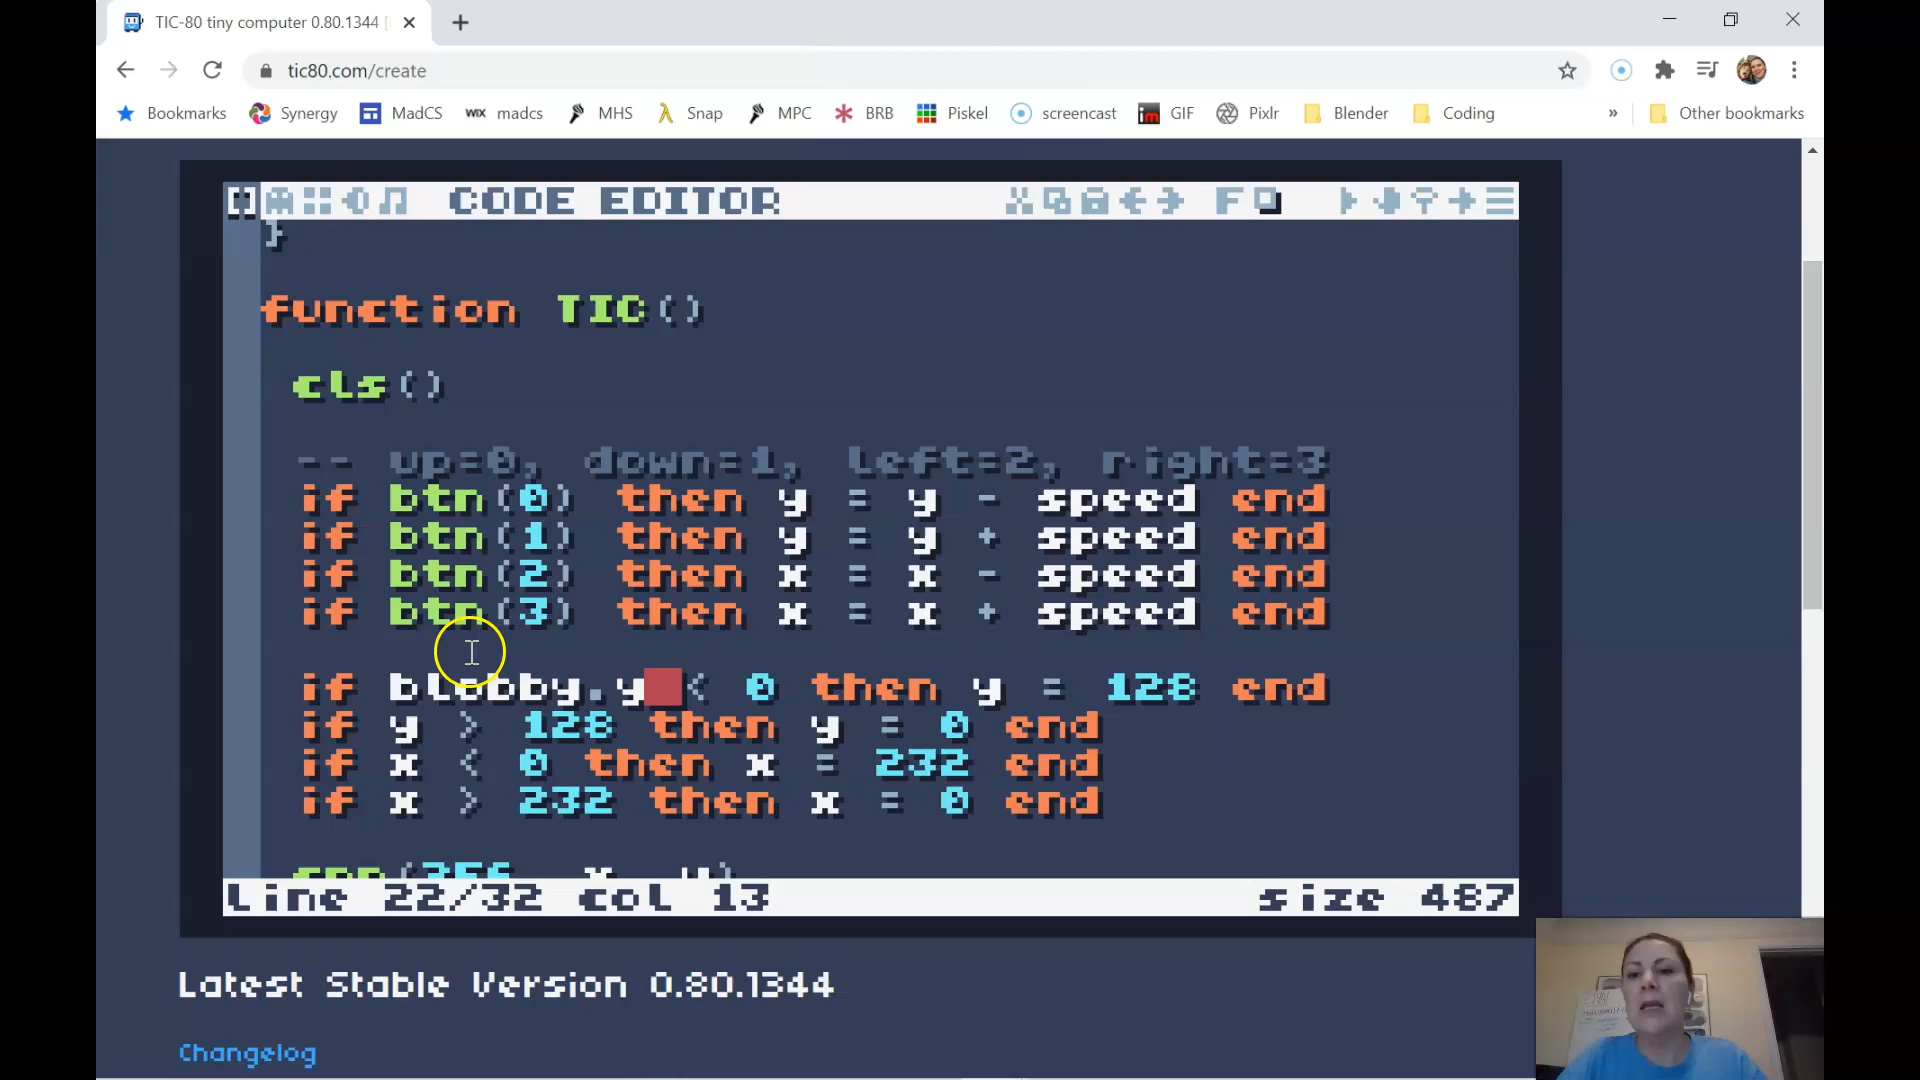 TIC-80 tiny computer 0.80.1344 [
tic80.com/create
Bookmarks Synergy MadCS WiX madcs MHS Snap MPC BRB Piskel screencast im GIF Pixlr Blender Coding » Other bookmarks
CODE EDITOR F
}
function TIC()
cls()
-- up=0, down=1, left=2, right=3
if btn(0) then y = y - speed end
if btn(1) then y = y + speed end
if btn(2) then x = x - speed end
if btn(3) then x = x + speed end
if blobby.y < 0 then y = 128 end
if y > 128 then y = 0 end
if x < 0 then x = 232 end
if x > 232 then x = 0 end
spr(256, x, y)
line 22/32 col 13 size 487
Latest Stable Version 0.80.1344
Changelog